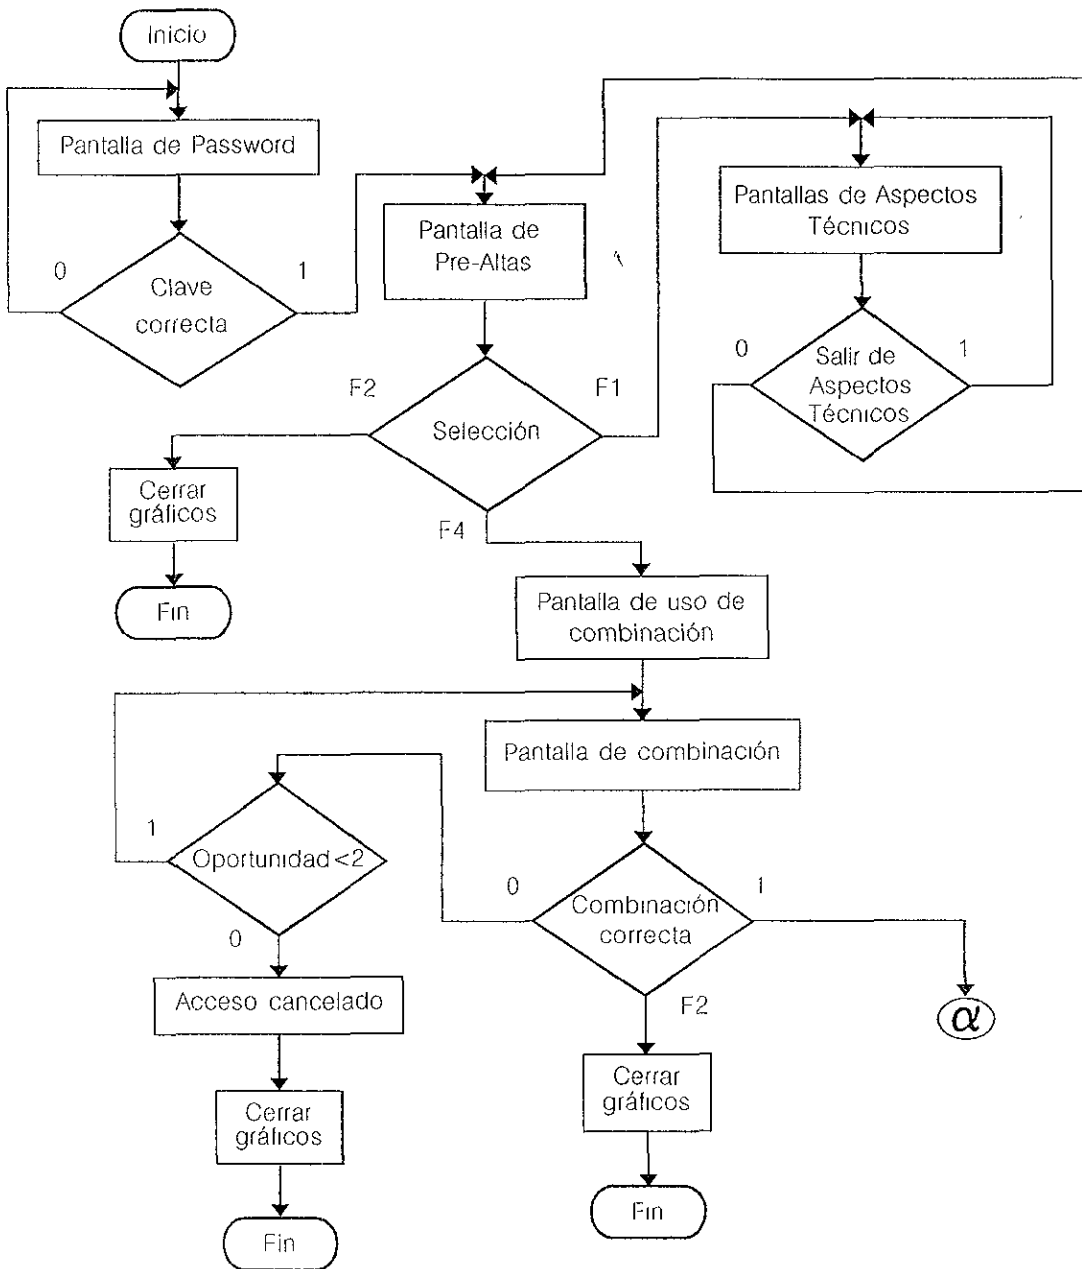 Inicio
Pantalla de Password
0
1
Clave
correcta
Pantalla de
Pre-Altas
F2
F1
Selección
F4
Pantallas de Aspectos
Técnicos
0
1
Salir de
Aspectos
Técnicos
Cerrar
gráficos
Fin
Pantalla de uso de
combinación
Pantalla de combinación
1
Oportunidad <2
0
0
1
Combinación
correcta
F2
α
Acceso cancelado
Cerrar
gráficos
Fin
Cerrar
gráficos
Fin